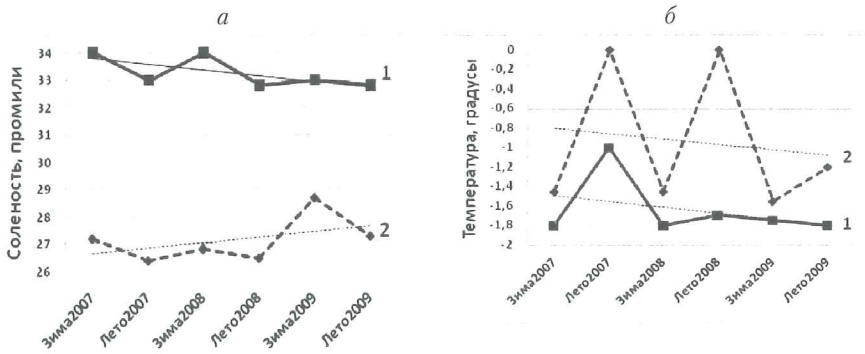 а
Соленость, промили
34
33
32
31
30
29
28
27
26
1
2
Зима2007
Лето2007
Зима2008
Лето2008
Зима2009
Лето2009
б
Температура, градусы
0
-0,2
-0,4
-0,6
-0,8
-1
-1,2
-1,4
-1,6
-1,8
-2
2
1
Зима2007
Лето2007
Зима2008
Лето2008
Зима2009
Лето2009